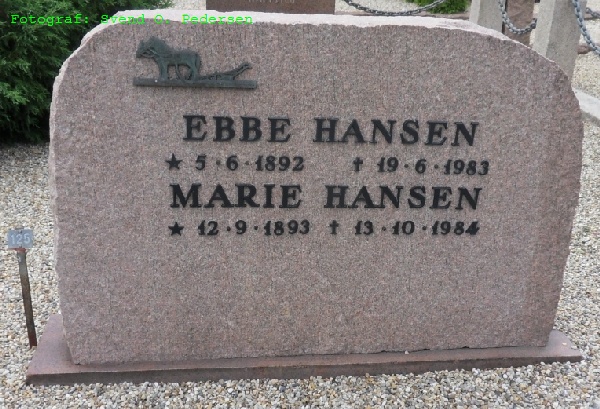 Fotograf: Svend O. Pedersen
EBBE HANSEN
★ 5·6·1892 † 19·6·1983
MARIE HANSEN
★ 12·9·1893 † 13·10·1984